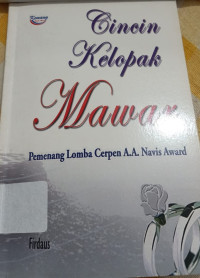 Cincin
Kelopak
Mawar
Pemenang Lomba Cerpen A.A. Navis Award
Firdaus